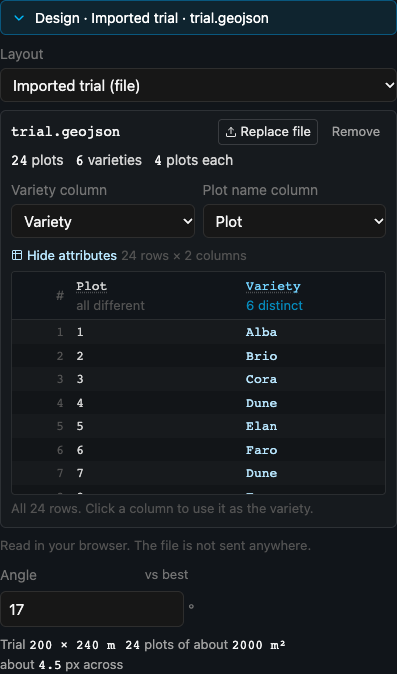 Design · Imported trial · trial.geojson
Layout
Imported trial (file)
trial.geojson Replace file Remove
24 plots 6 varieties 4 plots each
Variety column Plot name column
Variety Plot
Hide attributes 24 rows × 2 columns
# Plot Variety
all different 6 distinct
1 1 Alba
2 2 Brio
3 3 Cora
4 4 Dune
5 5 Elan
6 6 Faro
7 7 Dune
All 24 rows. Click a column to use it as the variety.
Read in your browser. The file is not sent anywhere.
Angle vs best
17 °
Trial 200 × 240 m 24 plots of about 2000 m²
about 4.5 px across